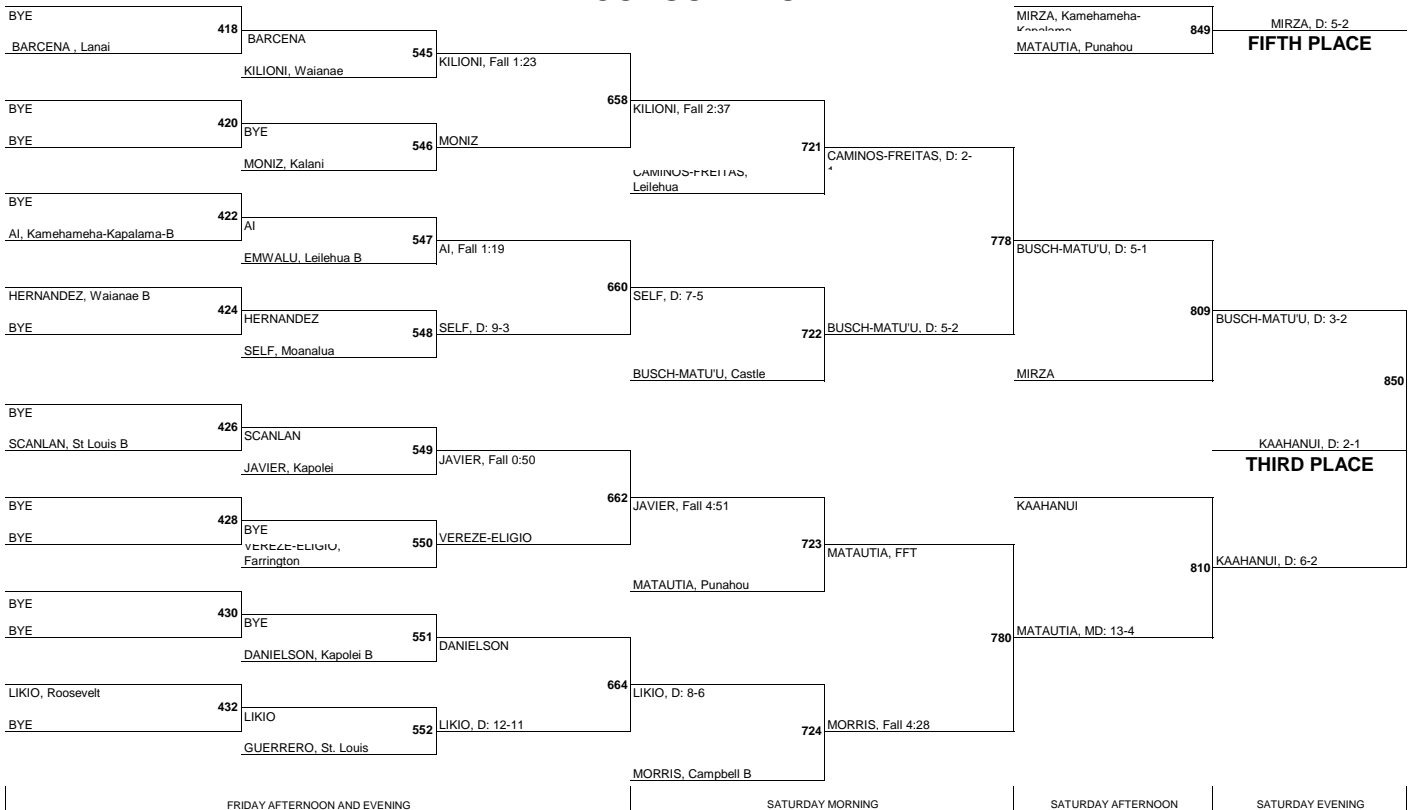 BYE
418
BARCENA , Lanai
BARCENA
545
KILIONI, Waianae
KILIONI, Fall 1:23
658
BYE
420
BYE
BYE
546
MONIZ, Kalani
MONIZ
KILIONI, Fall 2:37
721
CAMINOS-FREITAS,
Leilehua
CAMINOS-FREITAS, D: 2-
BYE
422
AI, Kamehameha-Kapalama-B
AI
547
EMWALU, Leilehua B
AI, Fall 1:19
660
HERNANDEZ, Waianae B
424
BYE
HERNANDEZ
548
SELF, Moanalua
SELF, D: 9-3
SELF, D: 7-5
722
BUSCH-MATU'U, Castle
BUSCH-MATU'U, D: 5-2
778
BUSCH-MATU'U, D: 5-1
809
MIRZA
BUSCH-MATU'U, D: 3-2
850
MIRZA, Kamehameha-
Kapalama
849
MATAUTIA, Punahou
MIRZA, D: 5-2
FIFTH PLACE
BYE
426
SCANLAN, St Louis B
SCANLAN
549
JAVIER, Kapolei
JAVIER, Fall 0:50
662
BYE
428
BYE
BYE
550
VEREZE-ELIGIO,
Farrington
VEREZE-ELIGIO
JAVIER, Fall 4:51
723
MATAUTIA, Punahou
MATAUTIA, FFT
780
BYE
430
BYE
BYE
551
DANIELSON, Kapolei B
DANIELSON
664
LIKIO, Roosevelt
432
BYE
LIKIO
552
GUERRERO, St. Louis
LIKIO, D: 12-11
LIKIO, D: 8-6
724
MORRIS, Campbell B
MORRIS, Fall 4:28
KAAHANUI
810
MATAUTIA, MD: 13-4
KAAHANUI, D: 6-2
KAAHANUI, D: 2-1
THIRD PLACE
FRIDAY AFTERNOON AND EVENING
SATURDAY MORNING
SATURDAY AFTERNOON
SATURDAY EVENING